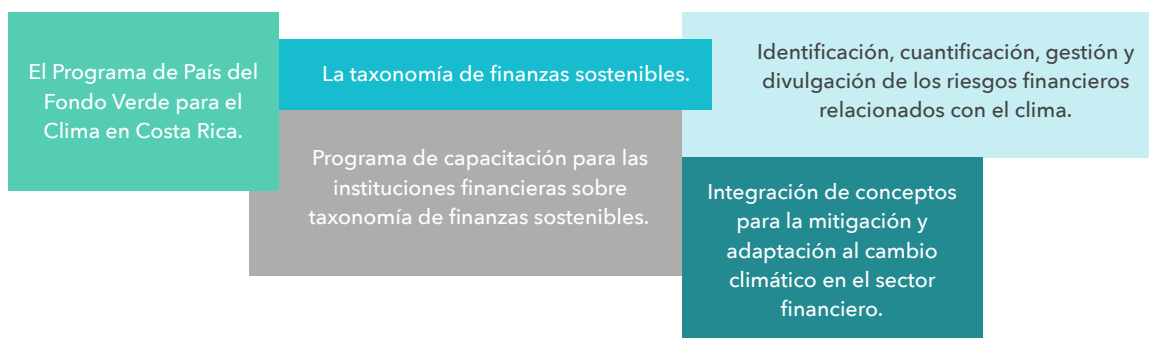 El Programa de País del
Fondo Verde para el
Clima en Costa Rica.
La taxonomía de finanzas sostenibles.
Identificación, cuantificación, gestión y
divulgación de los riesgos financieros
relacionados con el clima.
Programa de capacitación para las
instituciones financieras sobre
taxonomía de finanzas sostenibles.
Integración de conceptos
para la mitigación y
adaptación al cambio
climático en el sector
financiero.